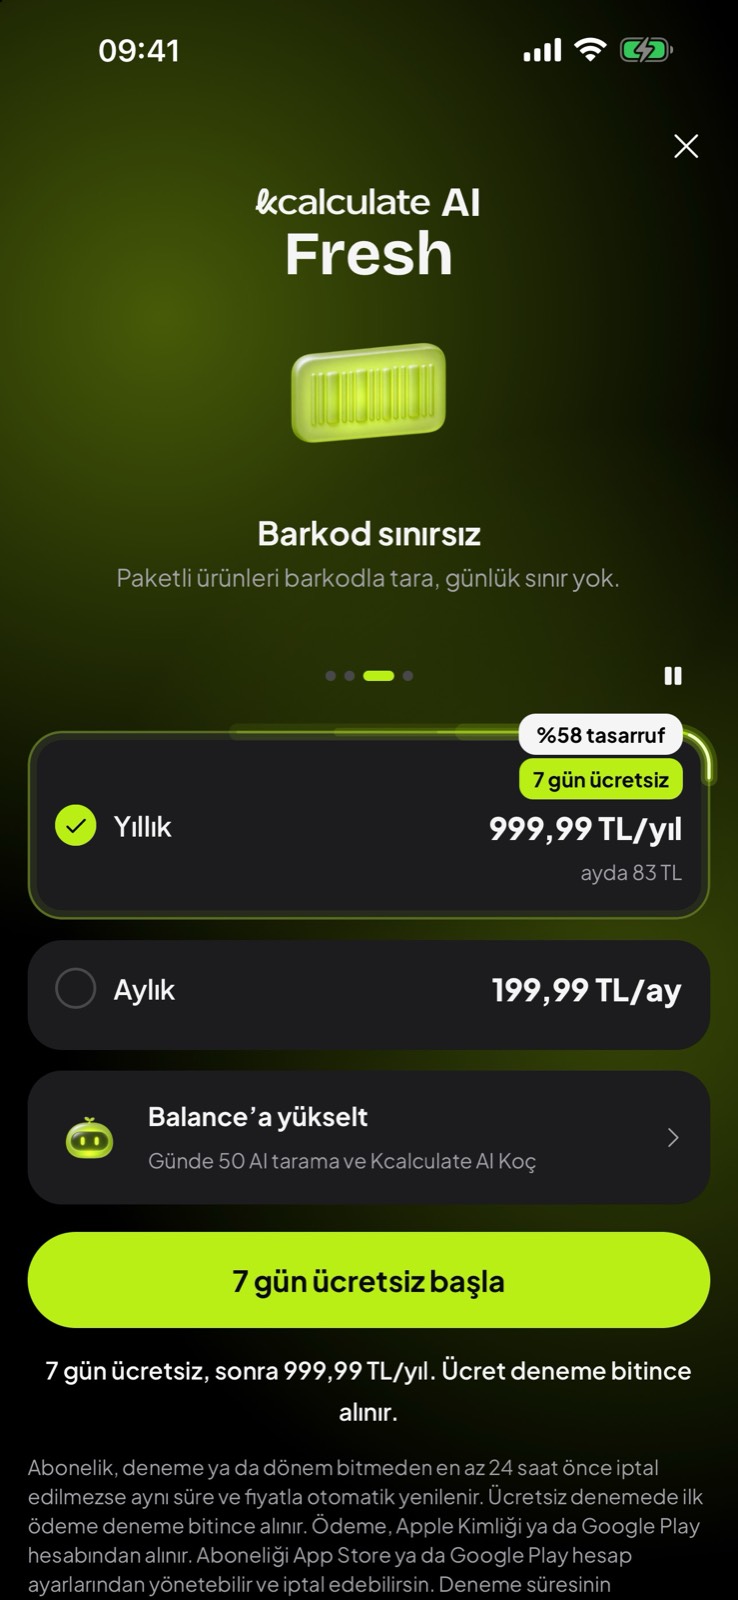 09:41
kcalculate AI
Fresh
Barkod sınırsız
Paketli ürünleri barkodla tara, günlük sınır yok.
%58 tasarruf
7 gün ücretsiz
Yıllık
999,99 TL/yıl
ayda 83 TL
Aylık
199,99 TL/ay
Balance’a yükselt
Günde 50 AI tarama ve Kcalculate AI Koç
7 gün ücretsiz başla
7 gün ücretsiz, sonra 999,99 TL/yıl. Ücret deneme bitince
alınır.
Abonelik, deneme ya da dönem bitmeden en az 24 saat önce iptal
edilmezse aynı süre ve fiyatla otomatik yenilenir. Ücretsiz denemede ilk
ödeme deneme bitince alınır. Ödeme, Apple Kimliği ya da Google Play
hesabından alınır. Aboneliği App Store ya da Google Play hesap
ayarlarından yönetebilir ve iptal edebilirsin. Deneme süresinin